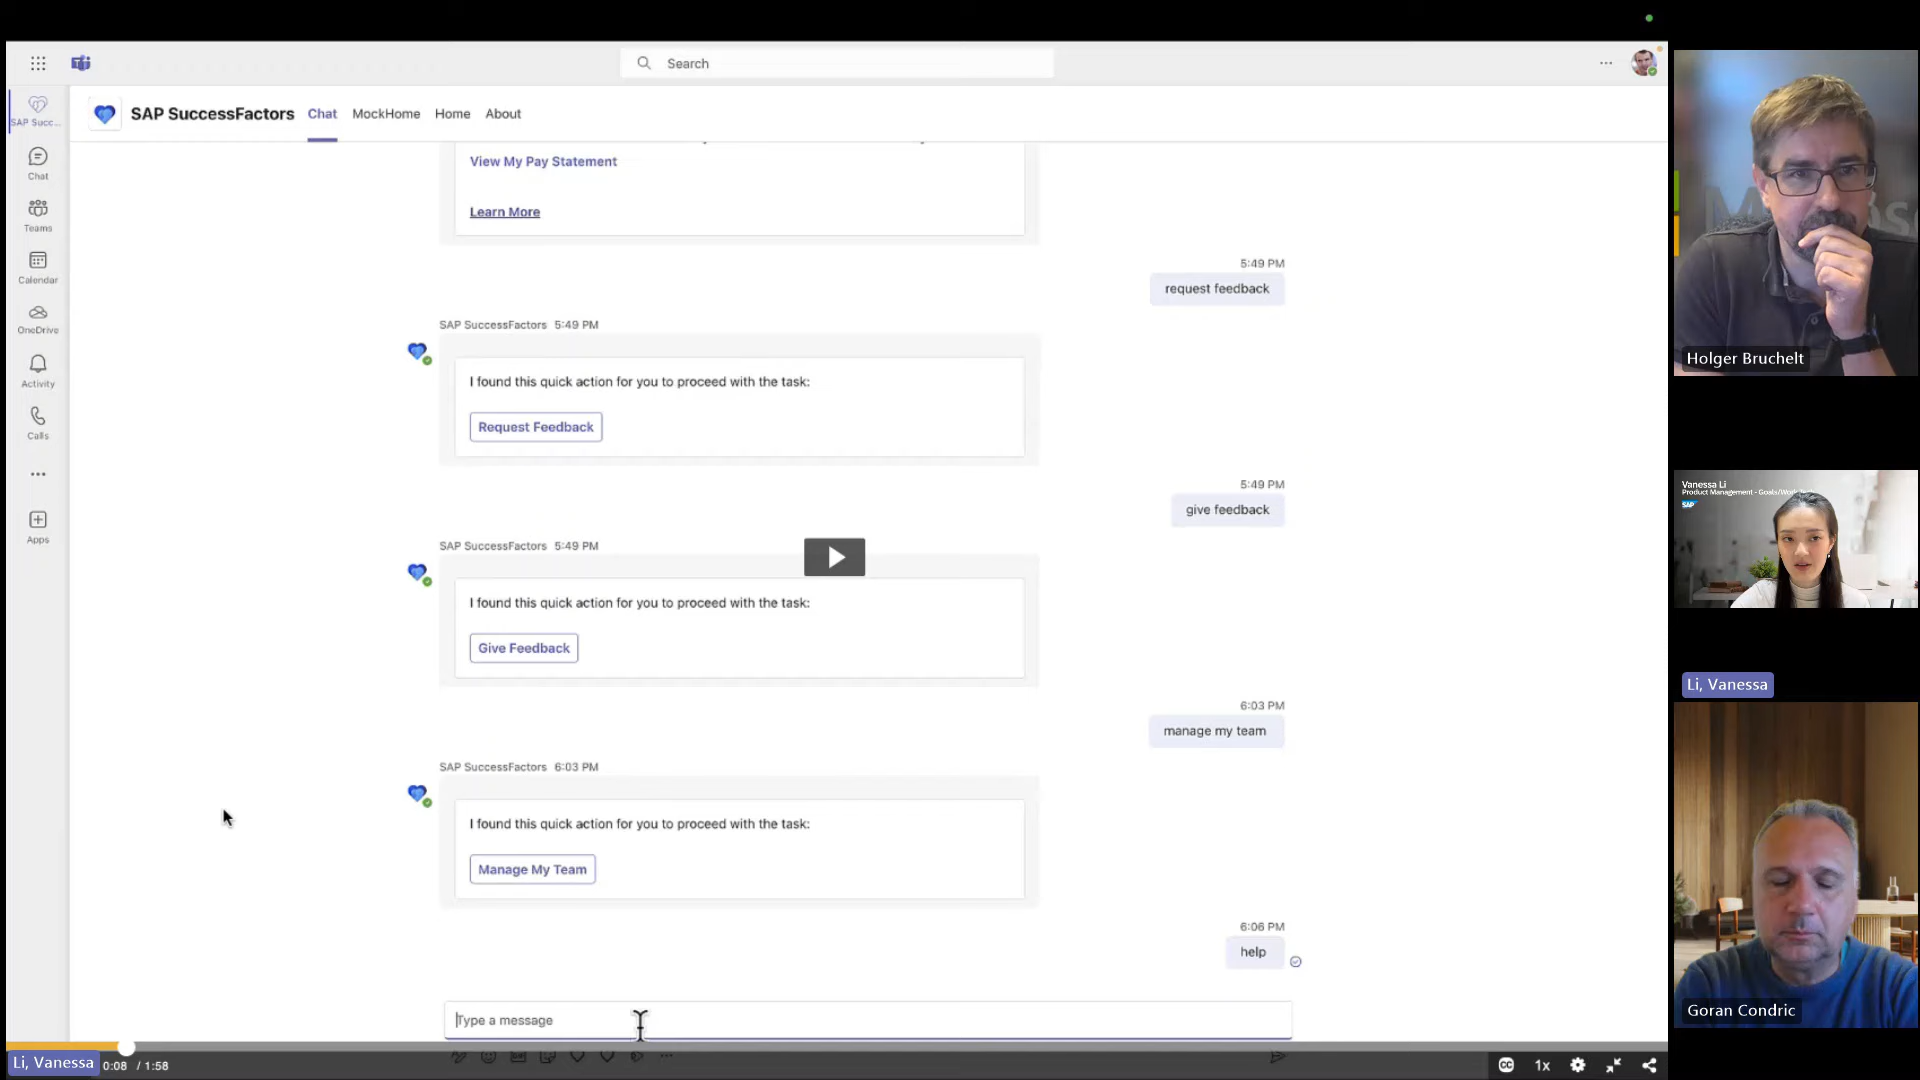 Search
SAP SuccessFactors
Chat
MockHome
Home
About
SAP Succ...
Chat
Teams
Calendar
OneDrive
Activity
Calls
Apps
View My Pay Statement
Learn More
5:49 PM
request feedback
SAP SuccessFactors 5:49 PM
I found this quick action for you to proceed with the task:
Request Feedback
5:49 PM
give feedback
SAP SuccessFactors 5:49 PM
I found this quick action for you to proceed with the task:
Give Feedback
6:03 PM
manage my team
SAP SuccessFactors 6:03 PM
I found this quick action for you to proceed with the task:
Manage My Team
6:06 PM
help
Type a message
Li, Vanessa
0:08 / 1:58
CC
1x
Holger Bruchelt
Vanessa Li
Product Management - Goals/Work
SAP
Li, Vanessa
Goran Condric